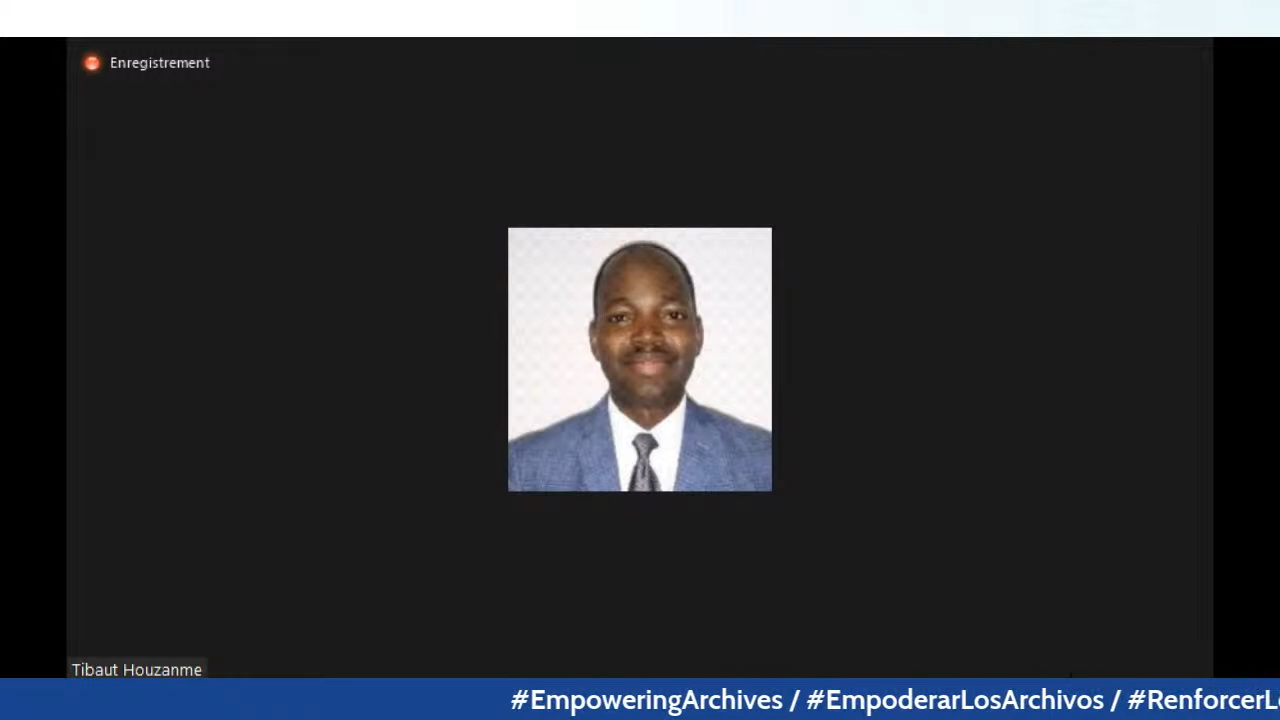 Enregistrement
Tibaut Houzanme
#EmpoweringArchives / #EmpoderarLosArchivos / #RenforcerL